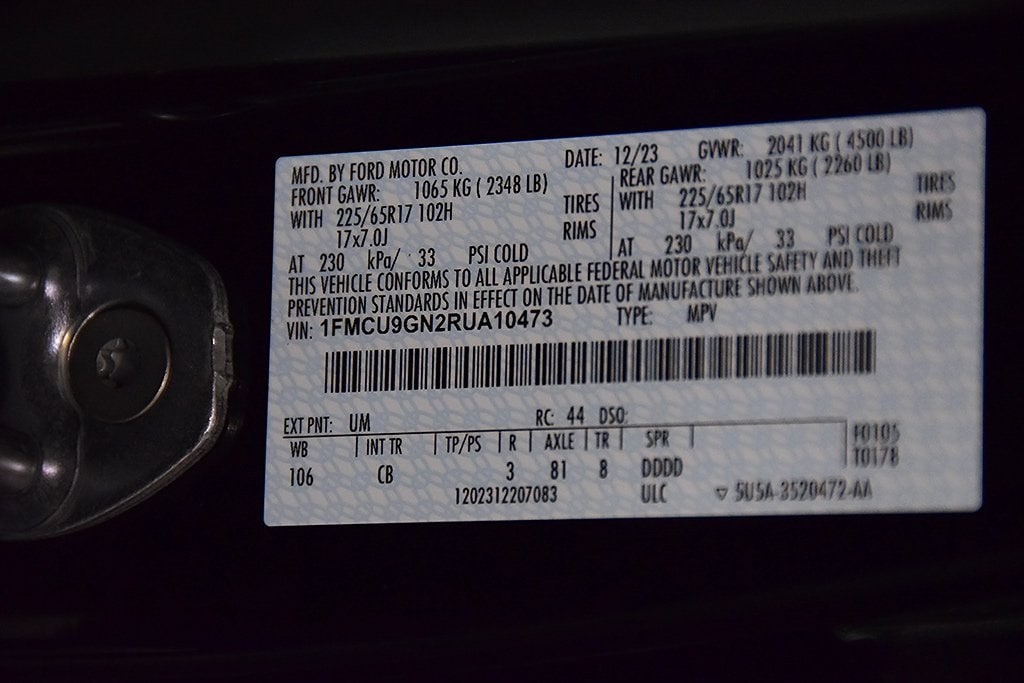 MFD. BY FORD MOTOR CO. DATE: 12/23 GVWR: 2041 KG ( 4500 LB)
FRONT GAWR: 1065 KG ( 2348 LB) REAR GAWR: 1025 KG ( 2260 LB)
WITH 225/65R17 102H TIRES WITH 225/65R17 102H TIRES
17x7.0J RIMS 17x7.0J RIMS
AT 230 kPa/ 33 PSI COLD AT 230 kPa/ 33 PSI COLD
THIS VEHICLE CONFORMS TO ALL APPLICABLE FEDERAL MOTOR VEHICLE SAFETY AND THEFT
PREVENTION STANDARDS IN EFFECT ON THE DATE OF MANUFACTURE SHOWN ABOVE.
VIN: 1FMCU9GN2RUA10473 TYPE: MPV
EXT PNT: UM RC: 44 DSO:
WB INT TR TP/PS R AXLE TR SPR F0105
106 CB 3 81 8 DDDD T0178
1202312207083 ULC ▽ 5U5A-3520472-AA